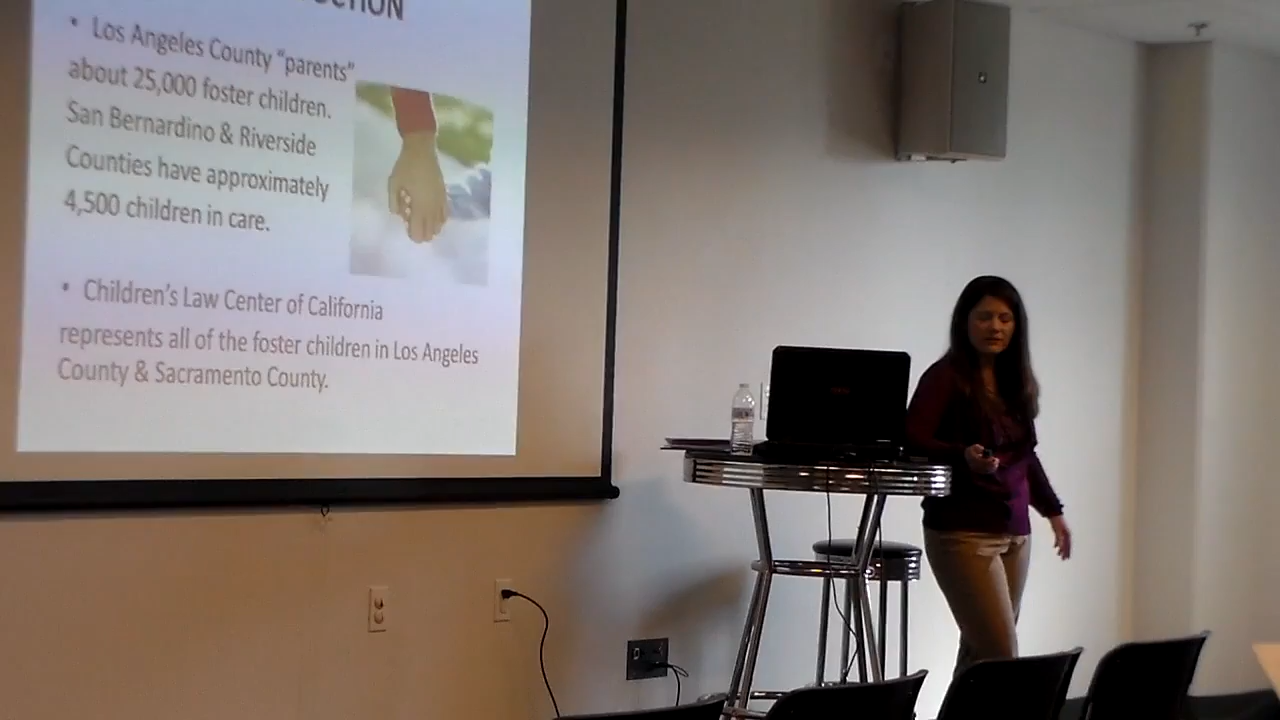 • Los Angeles County "parents"
about 25,000 foster children.
San Bernardino & Riverside
Counties have approximately
4,500 children in care.
• Children's Law Center of California
represents all of the foster children in Los Angeles
County & Sacramento County.